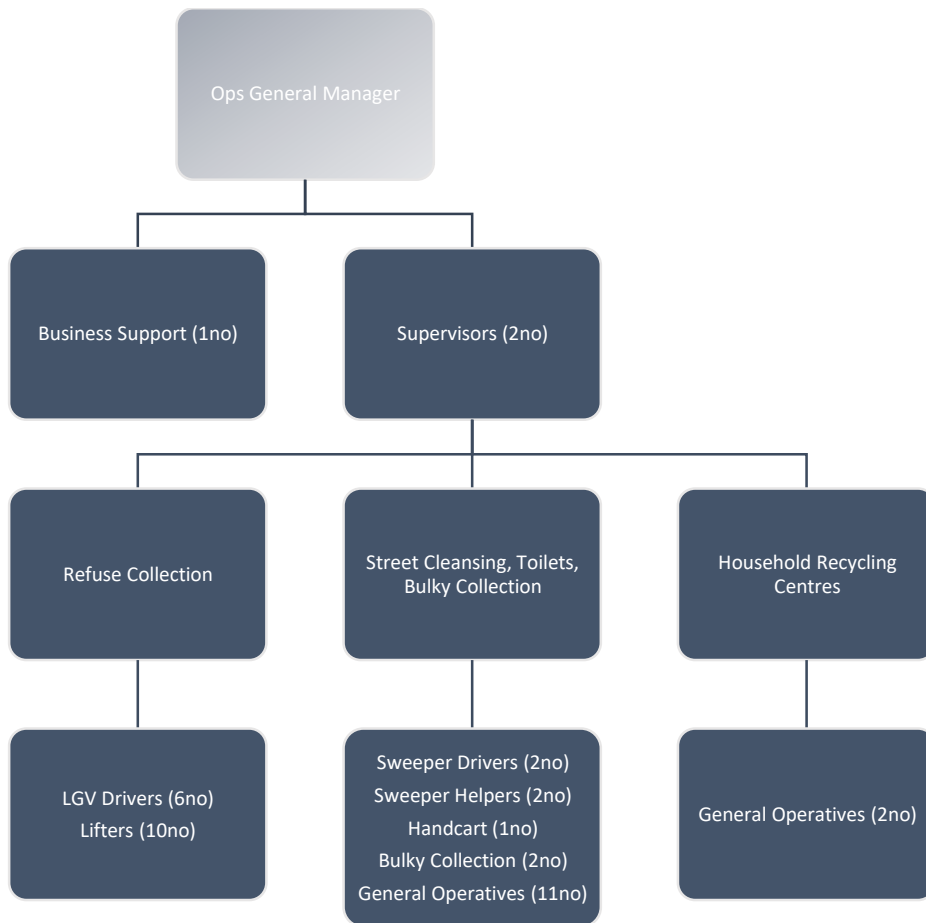 Ops General Manager
Business Support (1no)
Supervisors (2no)
Refuse Collection
Street Cleansing, Toilets,
Bulky Collection
Household Recycling
Centres
LGV Drivers (6no)
Lifters (10no)
Sweeper Drivers (2no)
Sweeper Helpers (2no)
Handcart (1no)
Bulky Collection (2no)
General Operatives (11no)
General Operatives (2no)